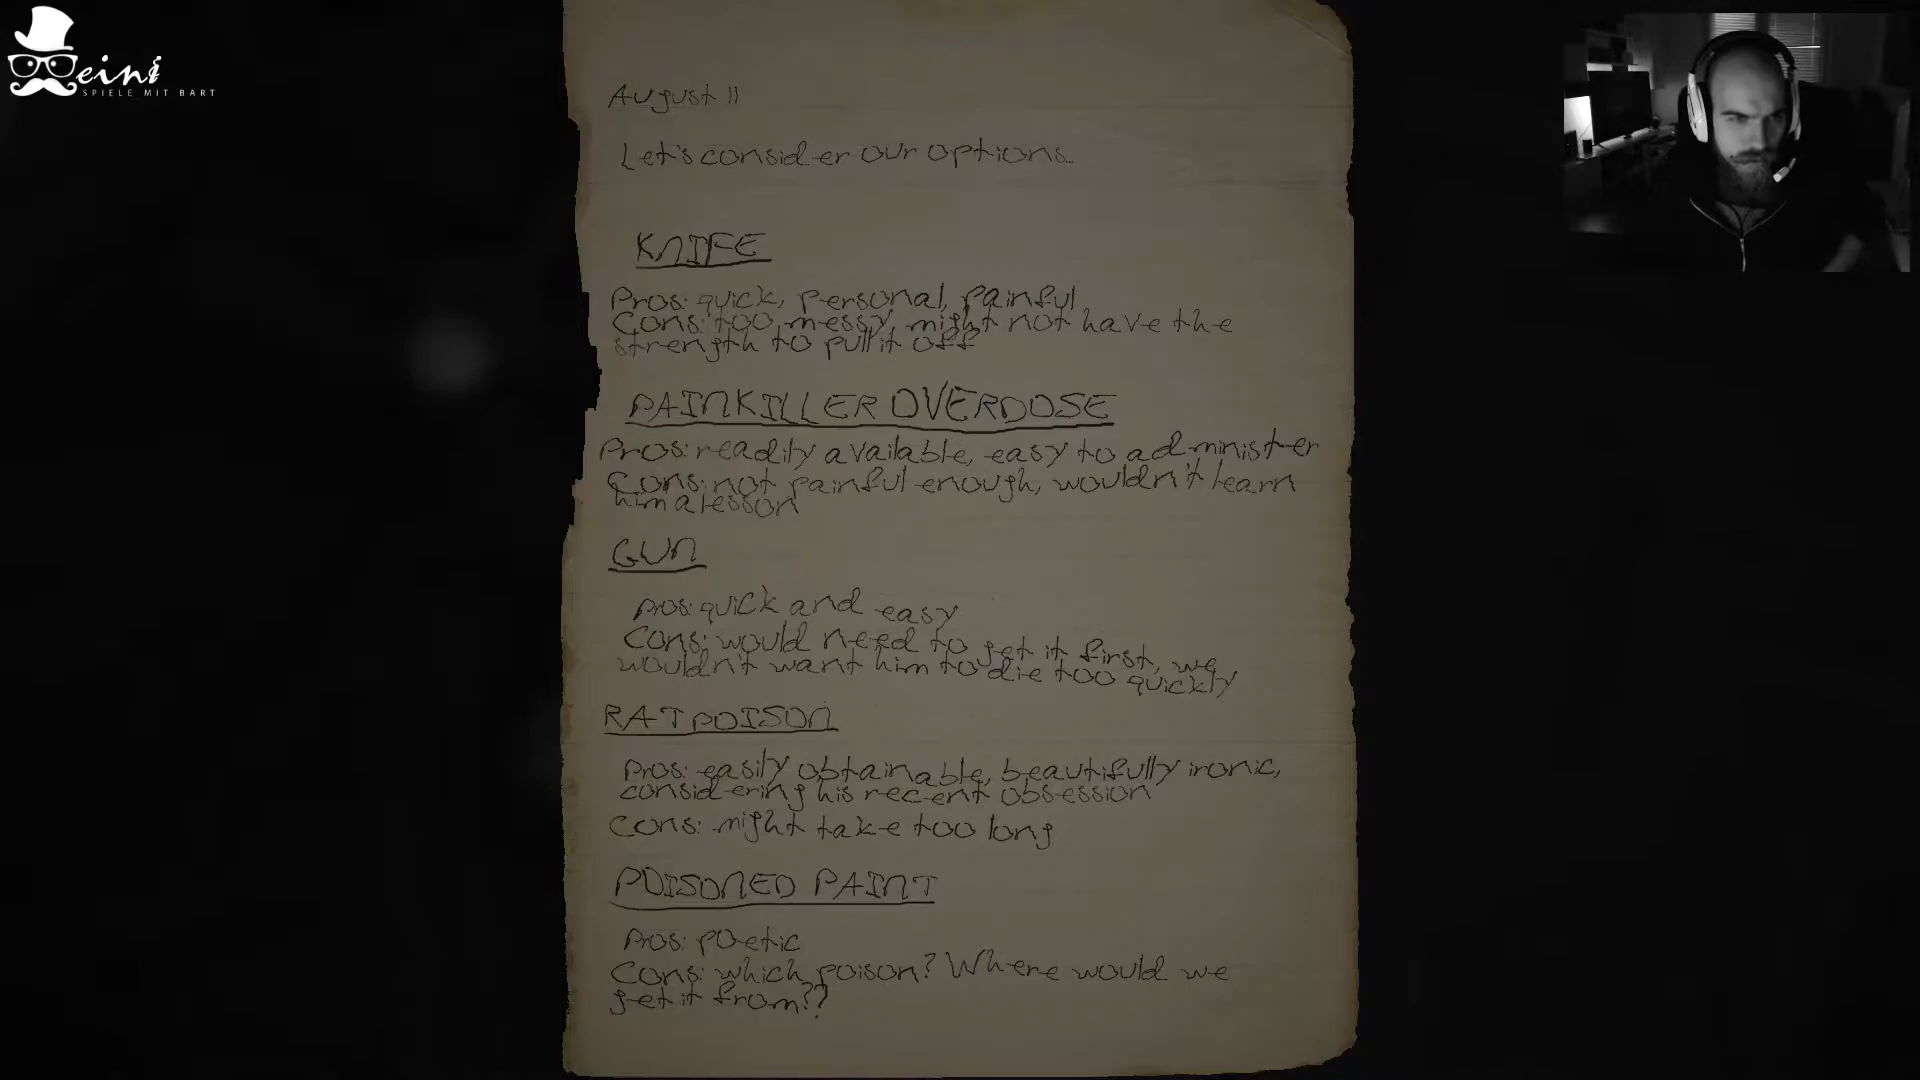 eini
SPIELE MIT BART
August 11
Let's consider our options...
KNIFE
Pros: quick, personal, painful
Cons: too messy, might not have the
strength to pull it off
PAINKILLER OVERDOSE
Pros: readily available, easy to administer
Cons: not painful enough, wouldn't learn
him a lesson
GUN
Pros: quick and easy
Cons: would need to get it first, we
wouldn't want him to die too quickly
RAT POISON
Pros: easily obtainable, beautifully ironic,
considering his recent obsession
Cons: might take too long
POISONED PAINT
Pros: poetic
Cons: which poison? Where would we
get it from??